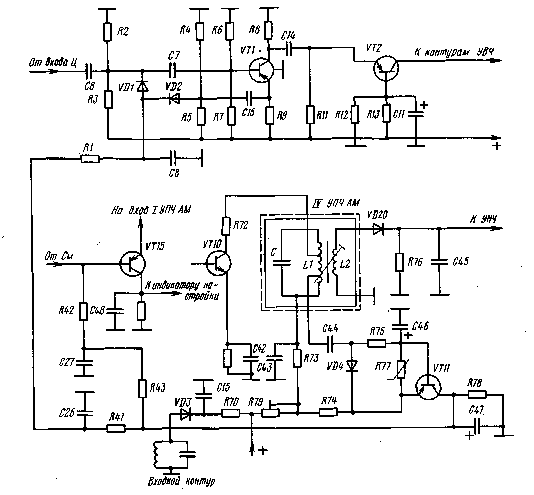 R2
R4
R6
R8
C14
VT1
VT2
От входа Ц
К контурам УВЧ
C7
C6
VD1
VD2
C16
R3
R5
R7
R9
R11
R12
R13
C11
+
+
R1
C8
На вход I УПЧ АМ
R72
IV УПЧ АМ
VD20
К УНЧ
VT15
VT10
От См
К индикатору на-
стройки
C
L1
L2
R76
C45
R42
C48
C44
R75
C46
C27
C42
C43
R73
VD4
R77
VT11
R43
C15
VD3
R78
C26
R41
R70
R79
R74
C47
+
+
Входной контур